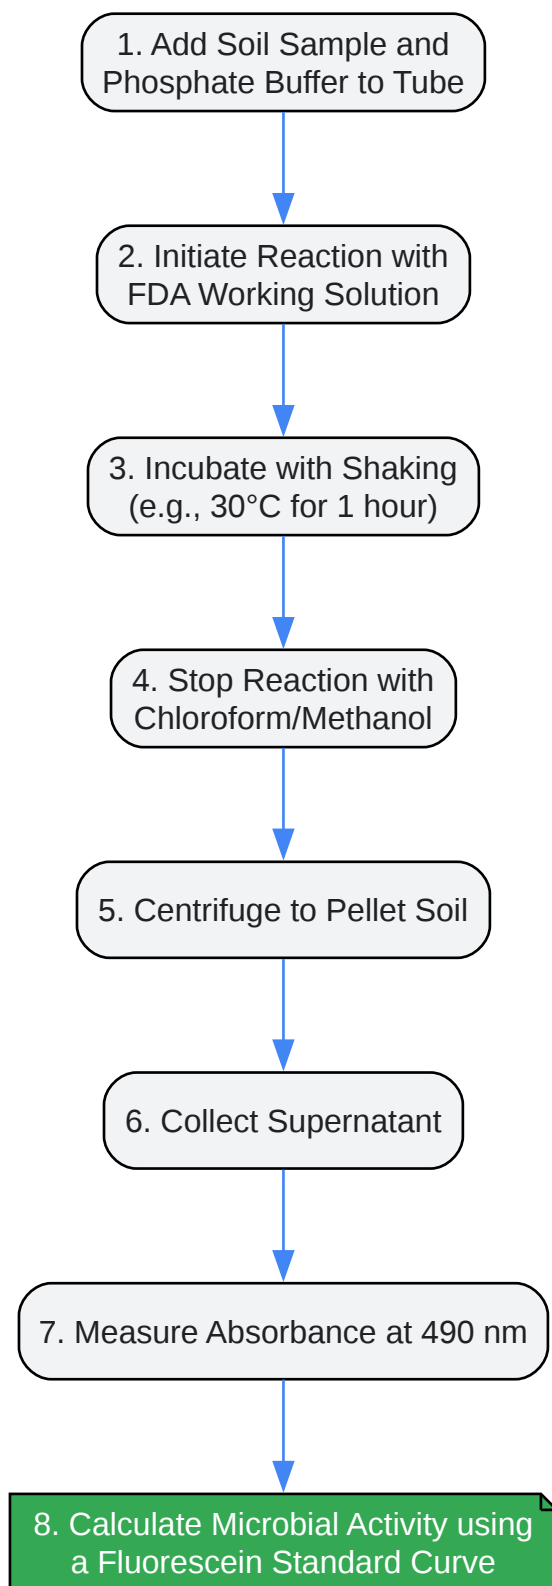 1. Add Soil Sample and
Phosphate Buffer to Tube
2. Initiate Reaction with
FDA Working Solution
3. Incubate with Shaking
(e.g., 30°C for 1 hour)
4. Stop Reaction with
Chloroform/Methanol
5. Centrifuge to Pellet Soil
6. Collect Supernatant
7. Measure Absorbance at 490 nm
8. Calculate Microbial Activity using
a Fluorescein Standard Curve